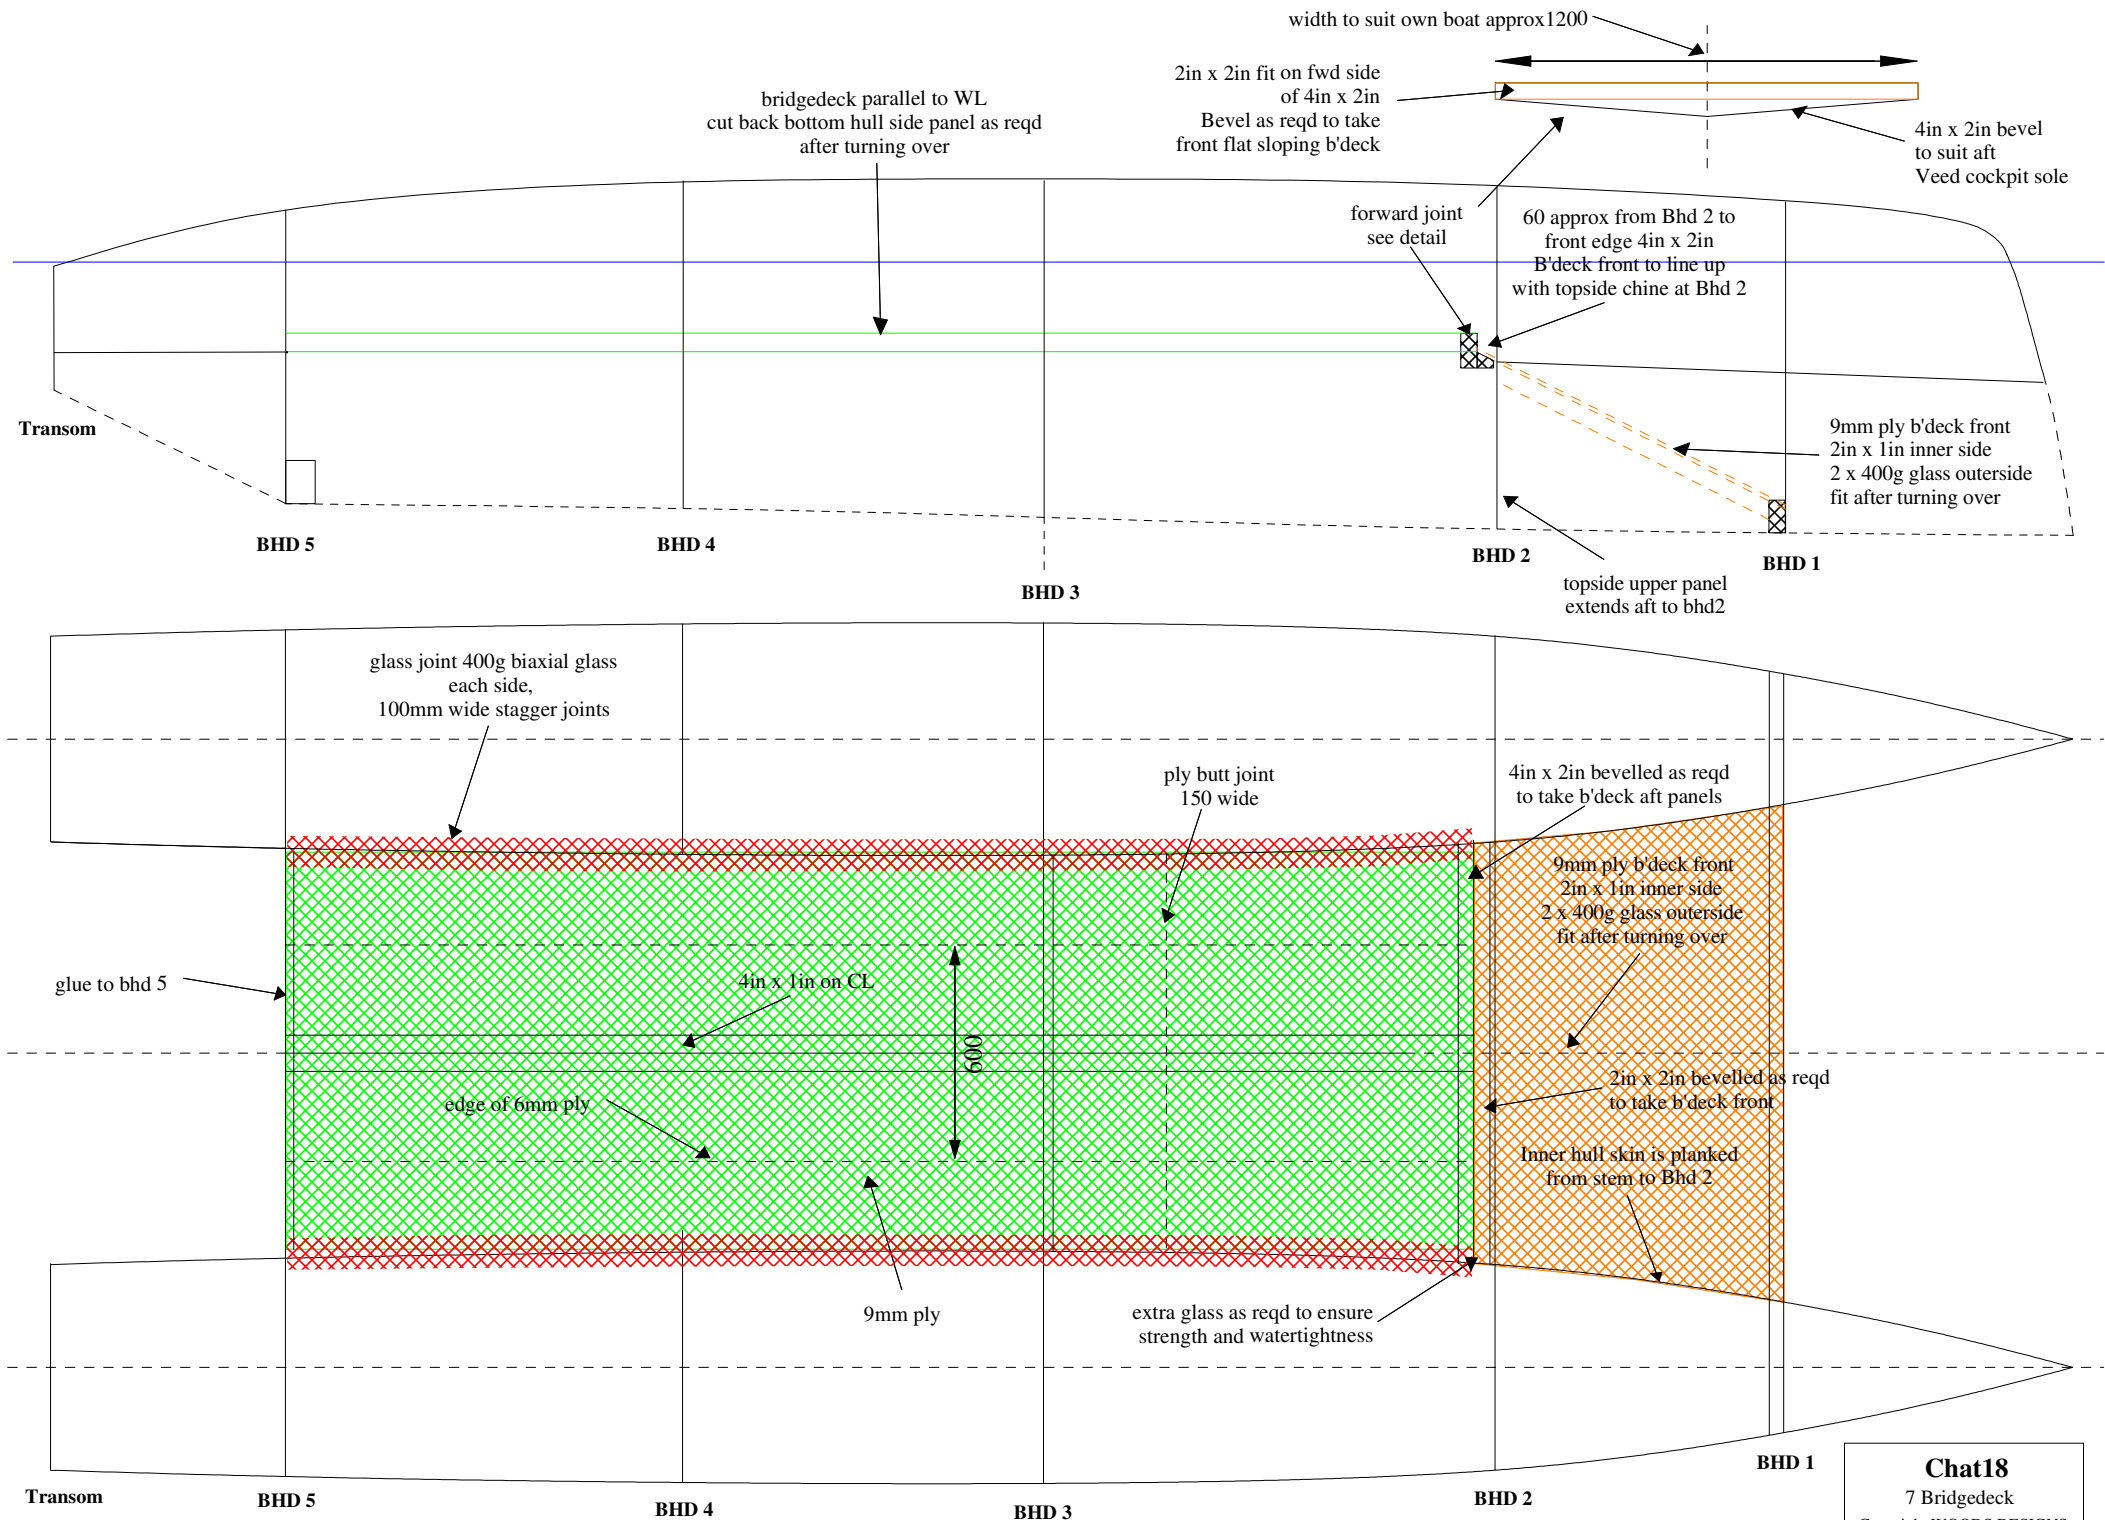 width to suit own boat approx1200
2in x 2in fit on fwd side
of 4in x 2in
Bevel as reqd to take
front flat sloping b'deck
4in x 2in bevel
to suit aft
Veed cockpit sole
bridgedeck parallel to WL
cut back bottom hull side panel as reqd
after turning over
forward joint
see detail
60 approx from Bhd 2 to
front edge 4in x 2in
B'deck front to line up
with topside chine at Bhd 2
Transom
9mm ply b'deck front
2in x 1in inner side
2 x 400g glass outerside
fit after turning over
BHD 5
BHD 4
BHD 3
BHD 2
BHD 1
topside upper panel
extends aft to bhd2
glass joint 400g biaxial glass
each side,
100mm wide stagger joints
ply butt joint
150 wide
4in x 2in bevelled as reqd
to take b'deck aft panels
9mm ply b'deck front
2in x 1in inner side
2 x 400g glass outerside
fit after turning over
glue to bhd 5
4in x 1in on CL
600
edge of 6mm ply
2in x 2in bevelled as reqd
to take b'deck front
Inner hull skin is planked
from stem to Bhd 2
9mm ply
extra glass as reqd to ensure
strength and watertightness
Transom
BHD 5
BHD 4
BHD 3
BHD 2
BHD 1
Chat18
7 Bridgedeck
WOODS DESIGNS